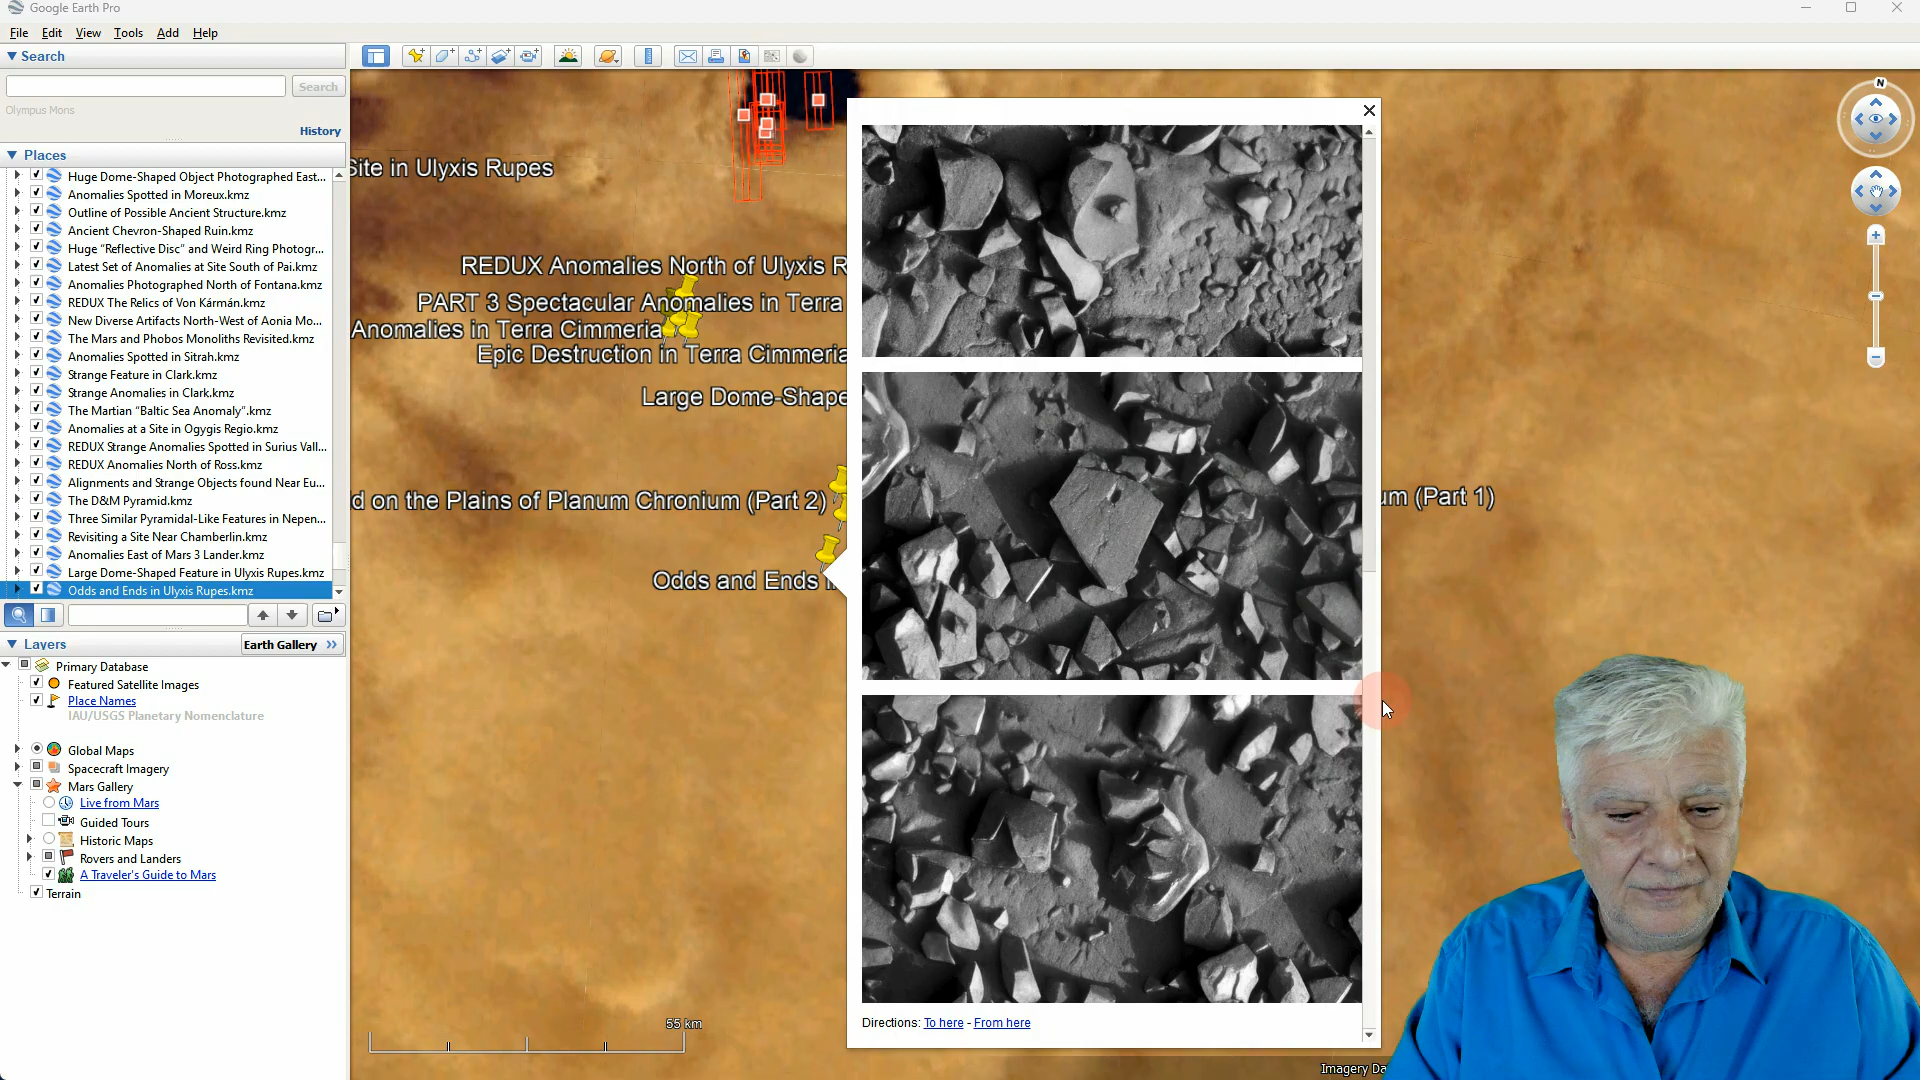 Google Earth Pro
File Edit View Tools Add Help
Search
Search
Olympus Mons
History
Places
Huge Dome-Shaped Object Photographed East...
Anomalies Spotted in Moreux.kmz
Outline of Possible Ancient Structure.kmz
Ancient Chevron-Shaped Ruin.kmz
Huge “Reflective Disc” and Weird Ring Photogr...
Latest Set of Anomalies at Site South of Pai.kmz
Anomalies Photographed North of Fontana.kmz
REDUX The Relics of Von Kármán.kmz
New Diverse Artifacts North-West of Aonia Mo...
The Mars and Phobos Monoliths Revisited.kmz
Anomalies Spotted in Sitrah.kmz
Strange Feature in Clark.kmz
Strange Anomalies in Clark.kmz
The Martian “Baltic Sea Anomaly”.kmz
Anomalies at a Site in Ogygis Regio.kmz
REDUX Strange Anomalies Spotted in Surius Vall...
REDUX Anomalies North of Ross.kmz
Alignments and Strange Objects found Near Eu...
The D&M Pyramid.kmz
Three Similar Pyramidal-Like Features in Nepen...
Revisiting a Site Near Chamberlin.kmz
Anomalies East of Mars 3 Lander.kmz
Large Dome-Shaped Feature in Ulyxis Rupes.kmz
Odds and Ends in Ulyxis Rupes.kmz
Layers
Earth Gallery »
Primary Database
Featured Satellite Images
Place Names
IAU/USGS Planetary Nomenclature
Global Maps
Spacecraft Imagery
Mars Gallery
Live from Mars
Guided Tours
Historic Maps
Rovers and Landers
A Traveler's Guide to Mars
Terrain
Site in Ulyxis Rupes
REDUX Anomalies North of Ulyxis R
PART 3 Spectacular Anomalies in Terra
Anomalies in Terra Cimmeria
Epic Destruction in Terra Cimmeria
Large Dome-Shape
d on the Plains of Planum Chronium (Part 2)
um (Part 1)
Odds and Ends i
55 km
Directions: To here - From here
N
Imagery Da